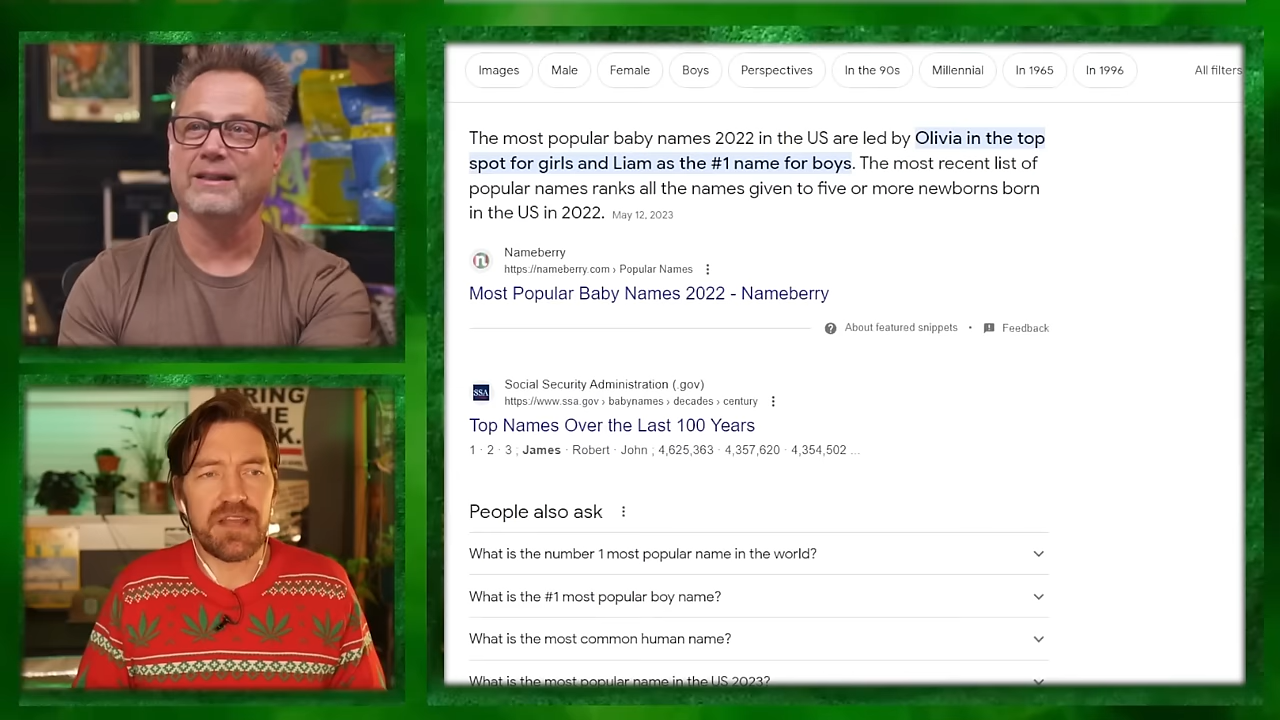 Images Male Female Boys Perspectives In the 90s Millennial In 1965 In 1996 All filters
The most popular baby names 2022 in the US are led by Olivia in the top
spot for girls and Liam as the #1 name for boys. The most recent list of
popular names ranks all the names given to five or more newborns born
in the US in 2022. May 12, 2023
Nameberry
https://nameberry.com › Popular Names
Most Popular Baby Names 2022 - Nameberry
About featured snippets • Feedback
SSA
Social Security Administration (.gov)
https://www.ssa.gov › babynames › decades › century
Top Names Over the Last 100 Years
1 · 2 · 3 ; James · Robert · John ; 4,625,363 · 4,357,620 · 4,354,502 ...
People also ask
What is the number 1 most popular name in the world?
What is the #1 most popular boy name?
What is the most common human name?
What is the most popular name in the US 2023?
BRING
THE